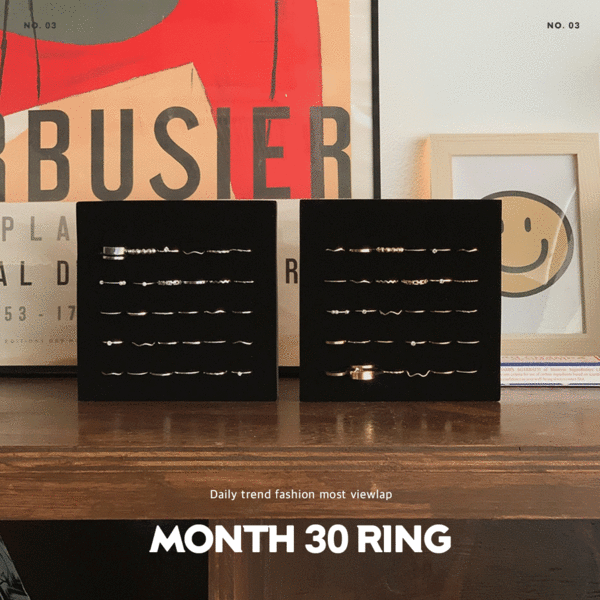 NO. 03
NO. 03
RBUSIER
PLA
AL D
R
53 - 17
Daily trend fashion most viewlap
MONTH 30 RING